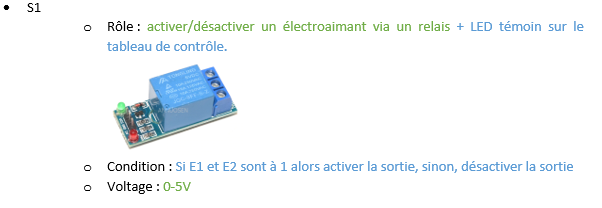 • S1
o Rôle : activer/désactiver un électroaimant via un relais + LED témoin sur le
tableau de contrôle.
o Condition : Si E1 et E2 sont à 1 alors activer la sortie, sinon, désactiver la sortie
o Voltage : 0-5V